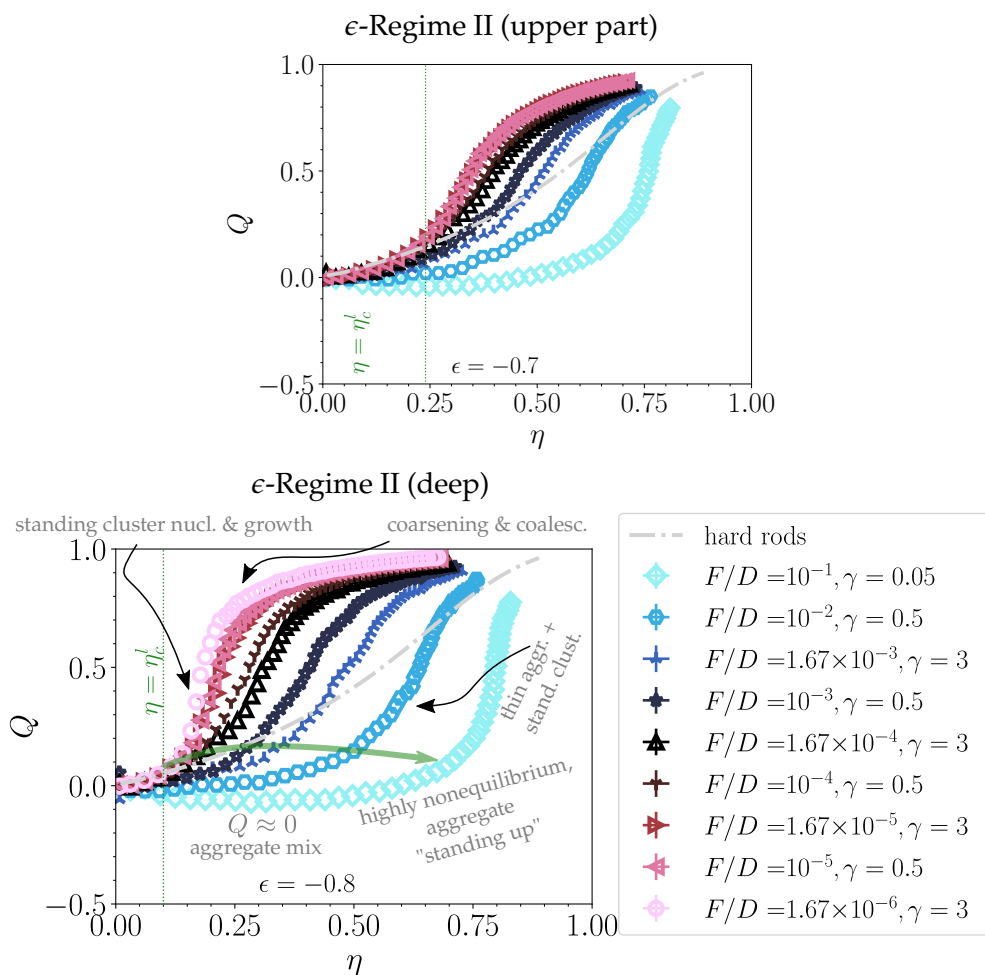 ϵ-Regime II (upper part)
1.0
0.5
0.0
−0.5
Q
η = η_c^l
ϵ = −0.7
0.00 0.25 0.50 0.75 1.00
η
ϵ-Regime II (deep)
standing cluster nucl. & growth
coarsening & coalesc.
1.0
0.5
0.0
−0.5
Q
η = η_c^l
thin aggr. +
stand. clust.
Q ≈ 0
aggregate mix
highly nonequilibrium,
aggregate
"standing up"
ϵ = −0.8
0.00 0.25 0.50 0.75 1.00
η
hard rods
F/D =10⁻¹, γ = 0.05
F/D =10⁻², γ = 0.5
F/D =1.67×10⁻³, γ = 3
F/D =10⁻³, γ = 0.5
F/D =1.67×10⁻⁴, γ = 3
F/D =10⁻⁴, γ = 0.5
F/D =1.67×10⁻⁵, γ = 3
F/D =10⁻⁵, γ = 0.5
F/D =1.67×10⁻⁶, γ = 3